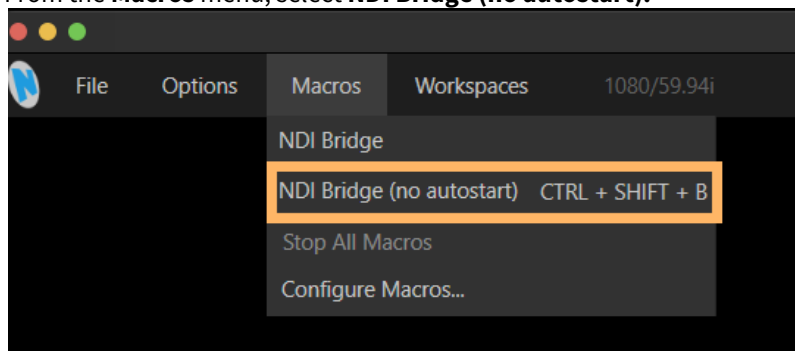 From the Macros menu, select NDI Bridge (no autostart).
File Options Macros Workspaces 1080/59.94i
NDI Bridge
NDI Bridge (no autostart) CTRL + SHIFT + B
Stop All Macros
Configure Macros...